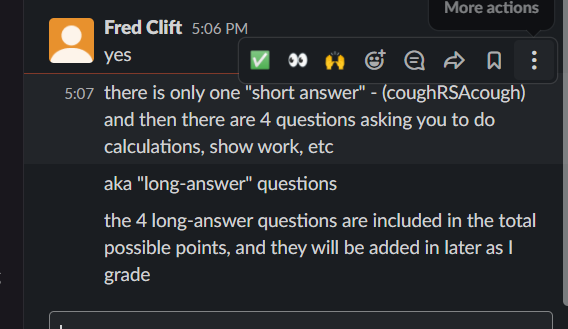 More actions
Fred Clift 5:06 PM
yes
5:07 there is only one "short answer" - (coughRSAcough)
and then there are 4 questions asking you to do
calculations, show work, etc
aka "long-answer" questions
the 4 long-answer questions are included in the total
possible points, and they will be added in later as I
grade